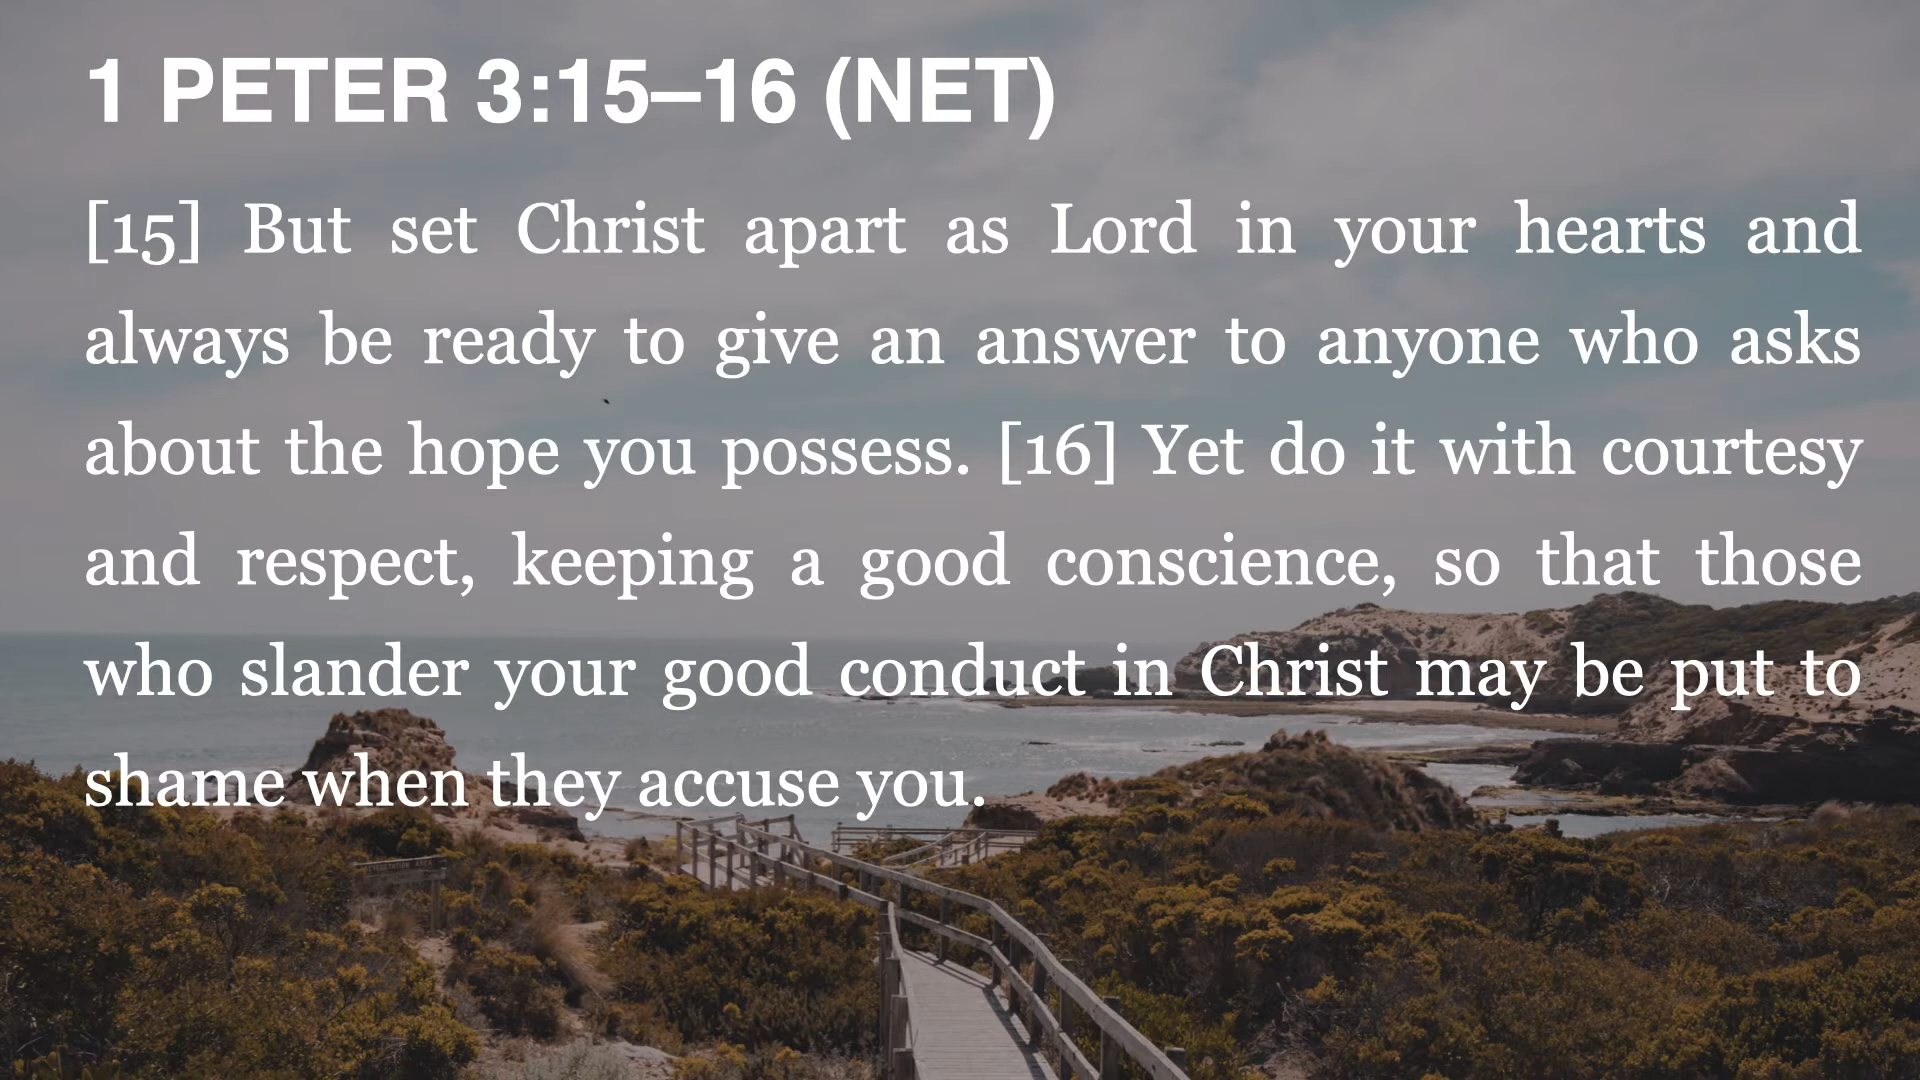 1 PETER 3:15–16 (NET)
[15] But set Christ apart as Lord in your hearts and
always be ready to give an answer to anyone who asks
about the hope you possess. [16] Yet do it with courtesy
and respect, keeping a good conscience, so that those
who slander your good conduct in Christ may be put to
shame when they accuse you.